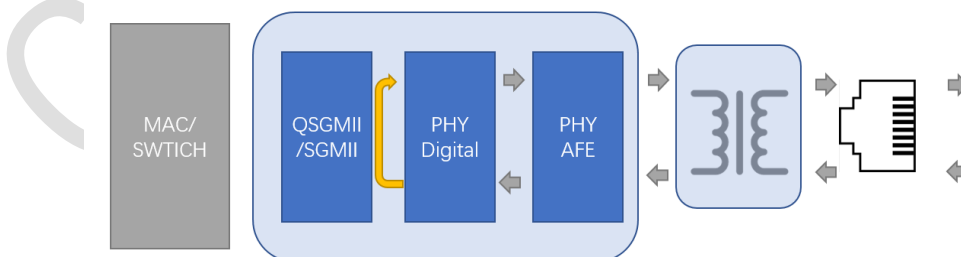 MAC/
SWTICH
QSGMII
/SGMII
PHY
Digital
PHY
AFE